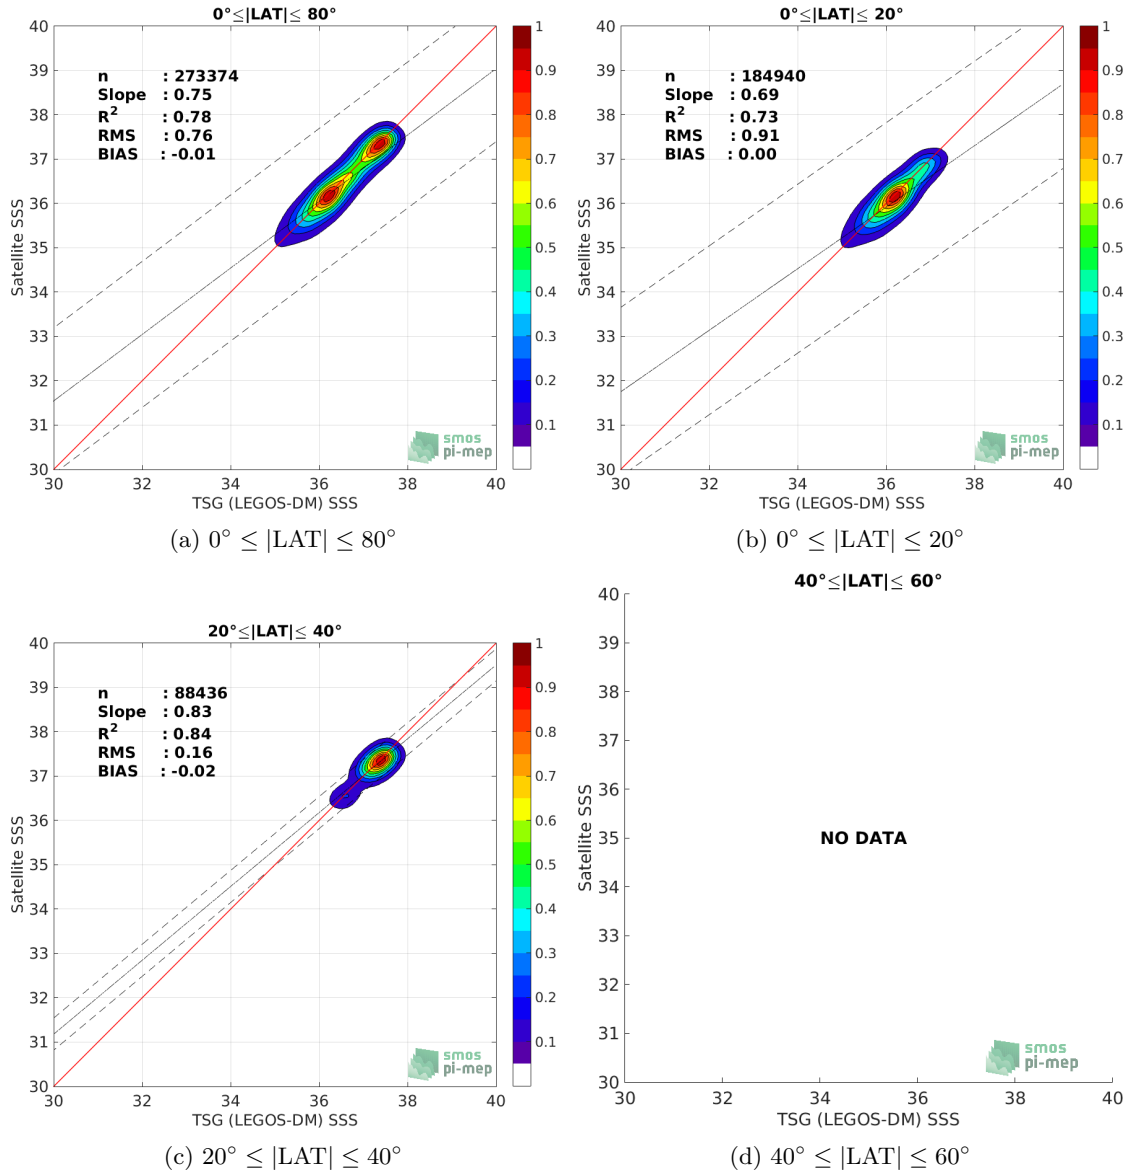 0°≤|LAT|≤ 80°
n : 273374
Slope : 0.75
R² : 0.78
RMS : 0.76
BIAS : -0.01
40
39
38
37
36
35
34
33
32
31
30
30 32 34 36 38 40
Satellite SSS
TSG (LEGOS-DM) SSS
1
0.9
0.8
0.7
0.6
0.5
0.4
0.3
0.2
0.1
smos
pi-mep
(a) 0° ≤ |LAT| ≤ 80°
0°≤|LAT|≤ 20°
n : 184940
Slope : 0.69
R² : 0.73
RMS : 0.91
BIAS : 0.00
40
39
38
37
36
35
34
33
32
31
30
30 32 34 36 38 40
Satellite SSS
TSG (LEGOS-DM) SSS
1
0.9
0.8
0.7
0.6
0.5
0.4
0.3
0.2
0.1
smos
pi-mep
(b) 0° ≤ |LAT| ≤ 20°
20°≤|LAT|≤ 40°
n : 88436
Slope : 0.83
R² : 0.84
RMS : 0.16
BIAS : -0.02
40
39
38
37
36
35
34
33
32
31
30
30 32 34 36 38 40
Satellite SSS
TSG (LEGOS-DM) SSS
1
0.9
0.8
0.7
0.6
0.5
0.4
0.3
0.2
0.1
smos
pi-mep
(c) 20° ≤ |LAT| ≤ 40°
40°≤|LAT|≤ 60°
40
39
38
37
36
35
34
33
32
31
30
30 32 34 36 38 40
Satellite SSS
NO DATA
TSG (LEGOS-DM) SSS
smos
pi-mep
(d) 40° ≤ |LAT| ≤ 60°